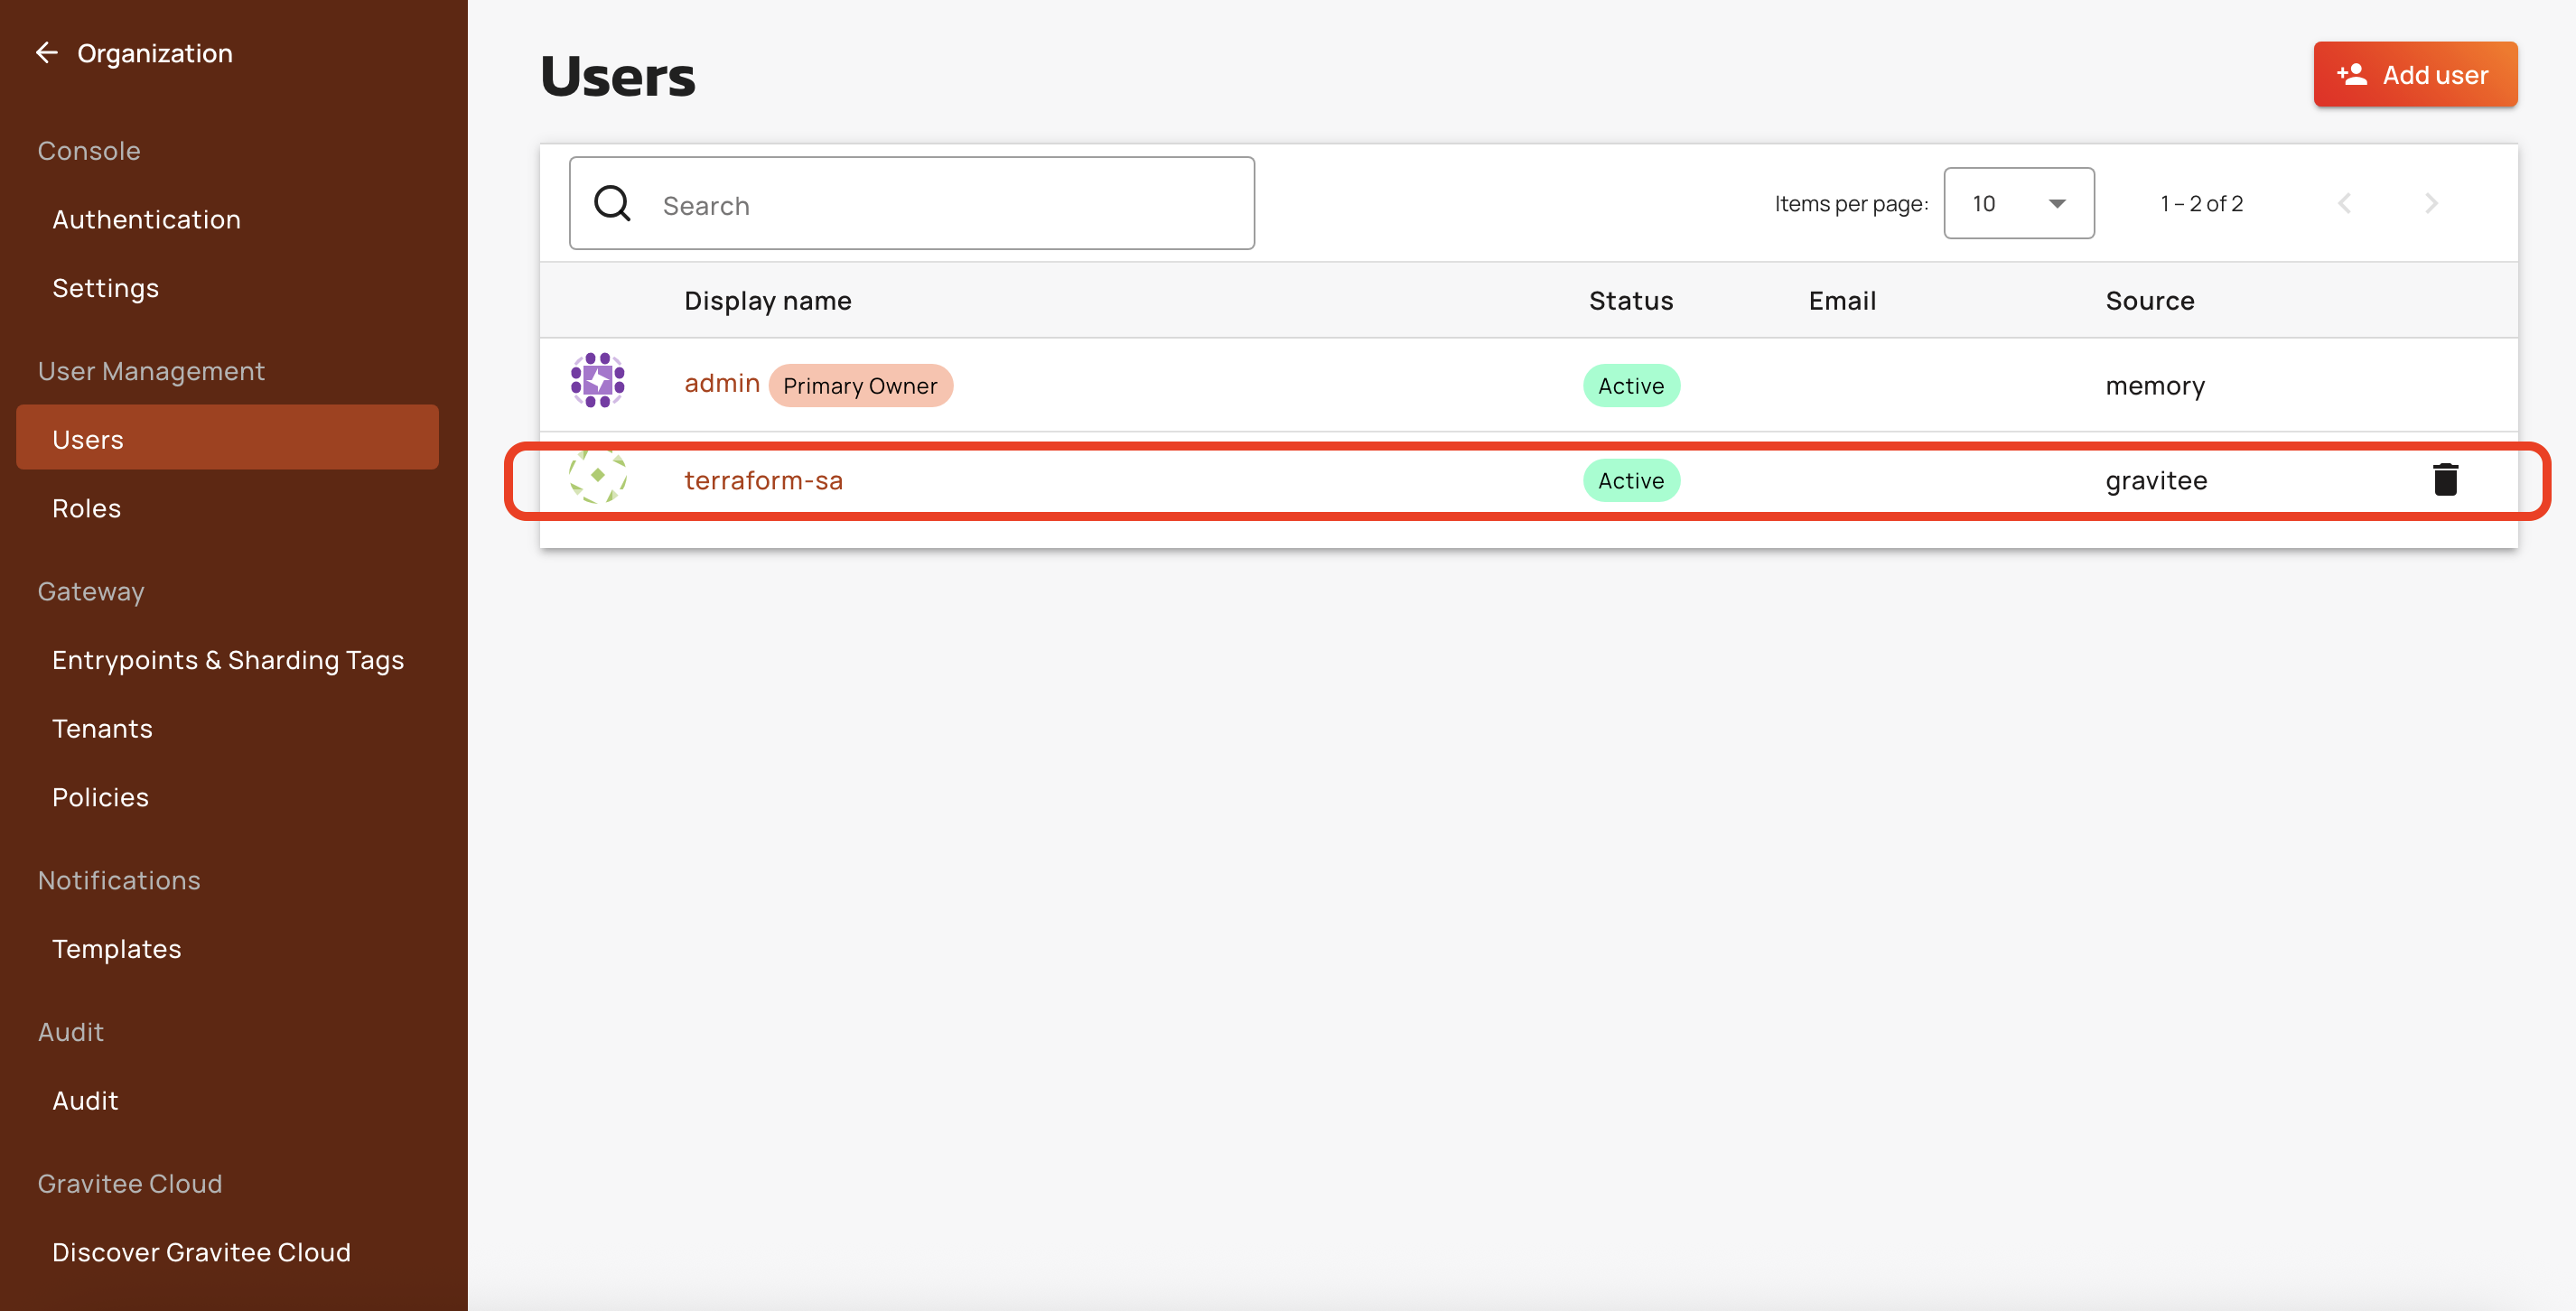 Organization
Console
Authentication
Settings
User Management
Users
Roles
Gateway
Entrypoints & Sharding Tags
Tenants
Policies
Notifications
Templates
Audit
Audit
Gravitee Cloud
Discover Gravitee Cloud
Users
Add user
Search
Items per page: 10 1 – 2 of 2
Display name Status Email Source
admin Primary Owner Active memory
terraform-sa Active gravitee